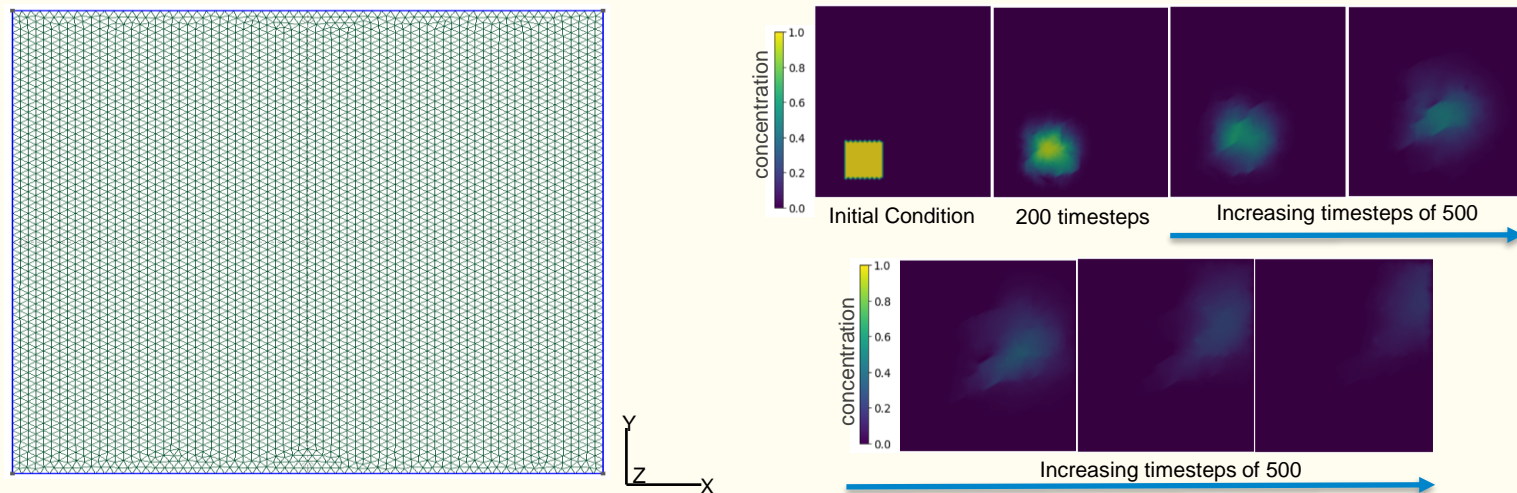 1.0
0.8
0.6
0.4
0.2
0.0
concentration
Initial Condition
200 timesteps
Increasing timesteps of 500
Y
Z
X
1.0
0.8
0.6
0.4
0.2
0.0
concentration
Increasing timesteps of 500